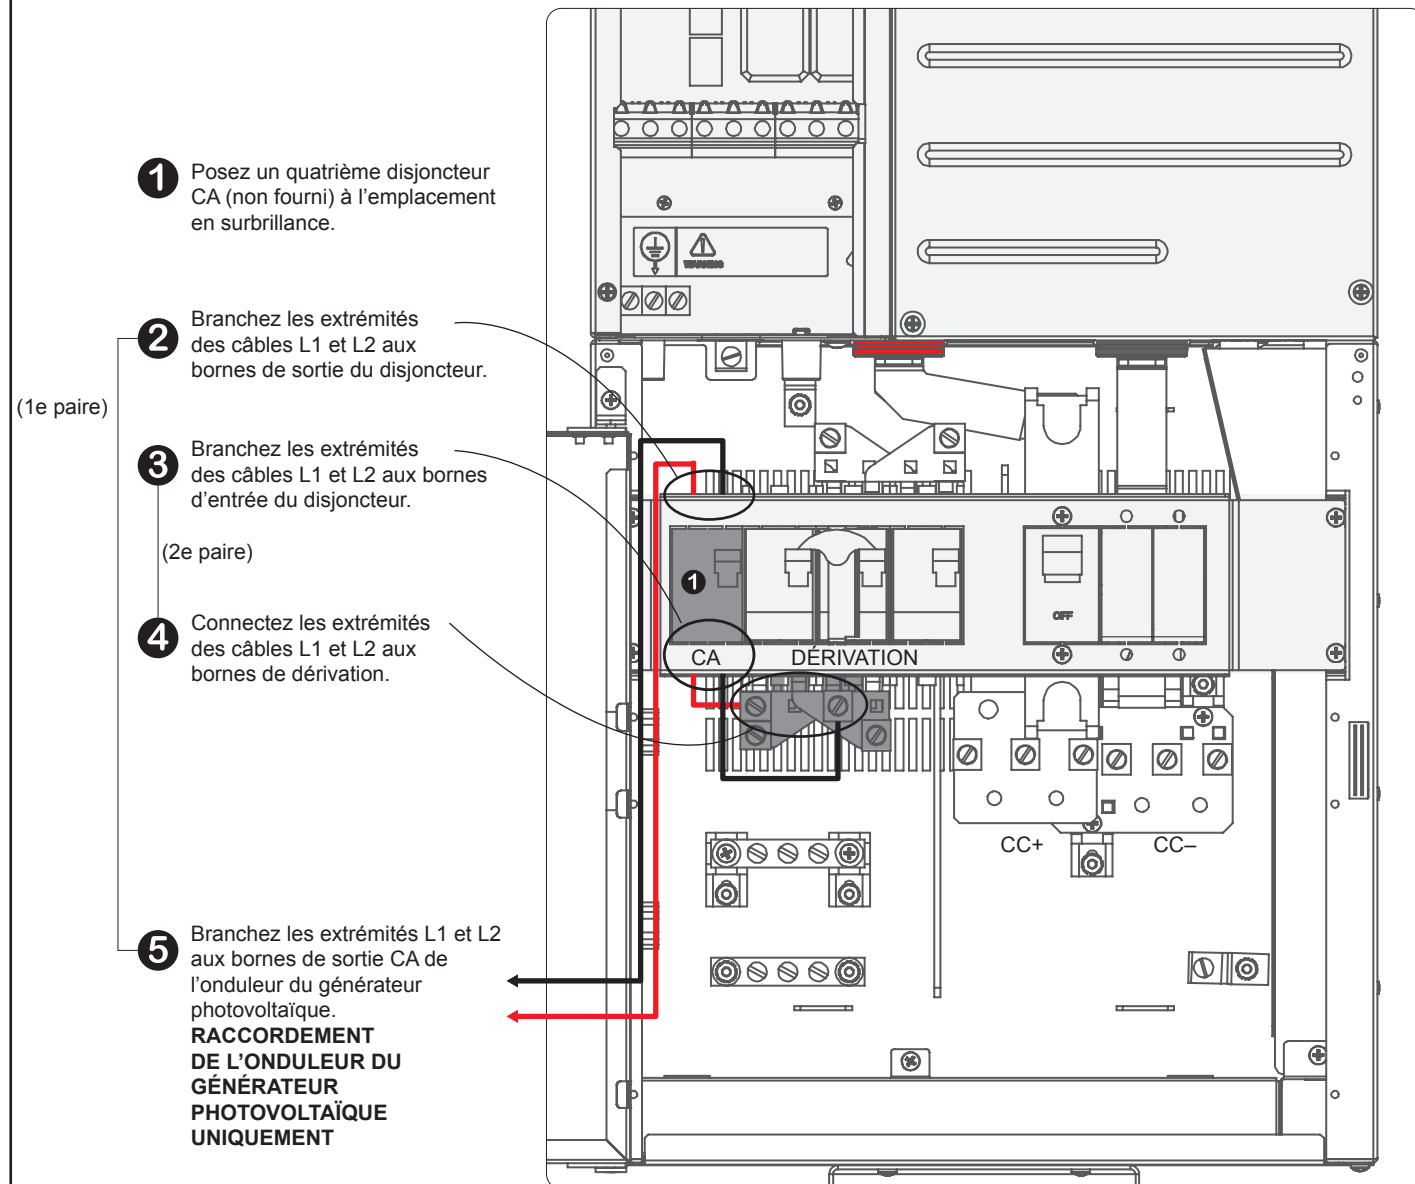 1 Posez un quatrième disjoncteur
CA (non fourni) à l’emplacement
en surbrillance.
2 Branchez les extrémités
des câbles L1 et L2 aux
bornes de sortie du disjoncteur.
(1e paire)
3 Branchez les extrémités
des câbles L1 et L2 aux bornes
d’entrée du disjoncteur.
(2e paire)
4 Connectez les extrémités
des câbles L1 et L2 aux
bornes de dérivation.
5 Branchez les extrémités L1 et L2
aux bornes de sortie CA de
l’onduleur du générateur
photovoltaïque.
RACCORDEMENT
DE L’ONDULEUR DU
GÉNÉRATEUR
PHOTOVOLTAÏQUE
UNIQUEMENT
WARNING
1
OFF
CA
DÉRIVATION
CC+
CC–